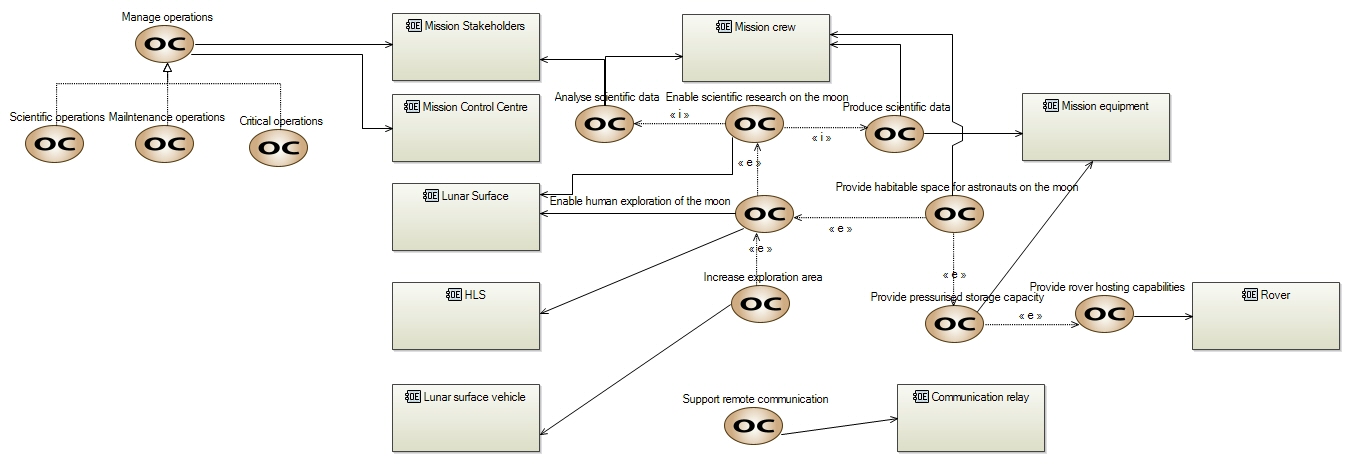 Manage operations
OC
OE Mission Stakeholders
OE Mission crew
Analyse scientific data
OC
Enable scientific research on the moon
OC
Produce scientific data
OC
« i »
« i »
OE Mission Control Centre
OE Mission equipment
Scientific operations
OC
MailIntenance operations
OC
Critical operations
OC
« e »
OE Lunar Surface
Enable human exploration of the moon
OC
Provide habitable space for astronauts on the moon
OC
« e »
« e »
« e »
Increase exploration area
OC
OE HLS
Provide pressurised storage capacity
OC
« e »
Provide rover hosting capabilities
OC
OE Rover
OE Lunar surface vehicle
Support remote communication
OC
OE Communication relay